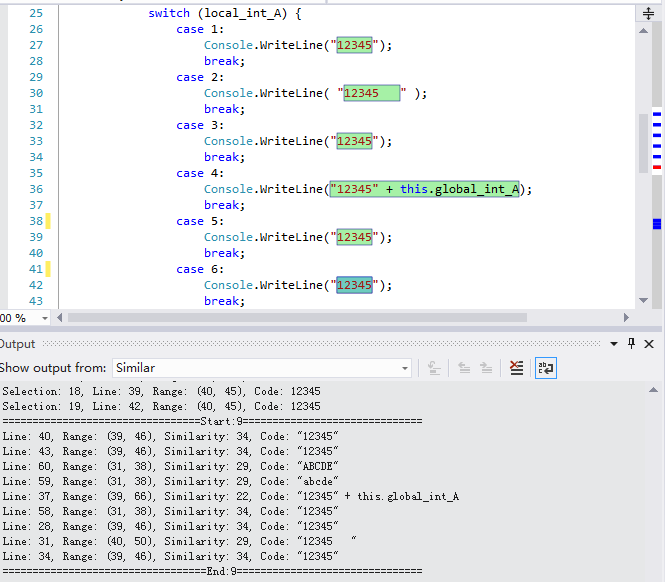 25 switch (local_int_A) {
26 case 1:
27 Console.WriteLine("12345");
28 break;
29 case 2:
30 Console.WriteLine( "12345   " );
31 break;
32 case 3:
33 Console.WriteLine("12345");
34 break;
35 case 4:
36 Console.WriteLine("12345" + this.global_int_A);
37 break;
38 case 5:
39 Console.WriteLine("12345");
40 break;
41 case 6:
42 Console.WriteLine("12345");
43 break;
00 %
Output
Show output from: Similar
Selection: 18, Line: 39, Range: (40, 45), Code: 12345
Selection: 19, Line: 42, Range: (40, 45), Code: 12345
=================================Start:9==============================
Line: 40, Range: (39, 46), Similarity: 34, Code: "12345"
Line: 43, Range: (39, 46), Similarity: 34, Code: "12345"
Line: 60, Range: (31, 38), Similarity: 29, Code: "ABCDE"
Line: 59, Range: (31, 38), Similarity: 29, Code: "abcde"
Line: 37, Range: (39, 66), Similarity: 22, Code: "12345" + this.global_int_A
Line: 58, Range: (31, 38), Similarity: 34, Code: "12345"
Line: 28, Range: (39, 46), Similarity: 34, Code: "12345"
Line: 31, Range: (40, 50), Similarity: 29, Code: "12345   "
Line: 34, Range: (39, 46), Similarity: 34, Code: "12345"
==================================End:9===============================